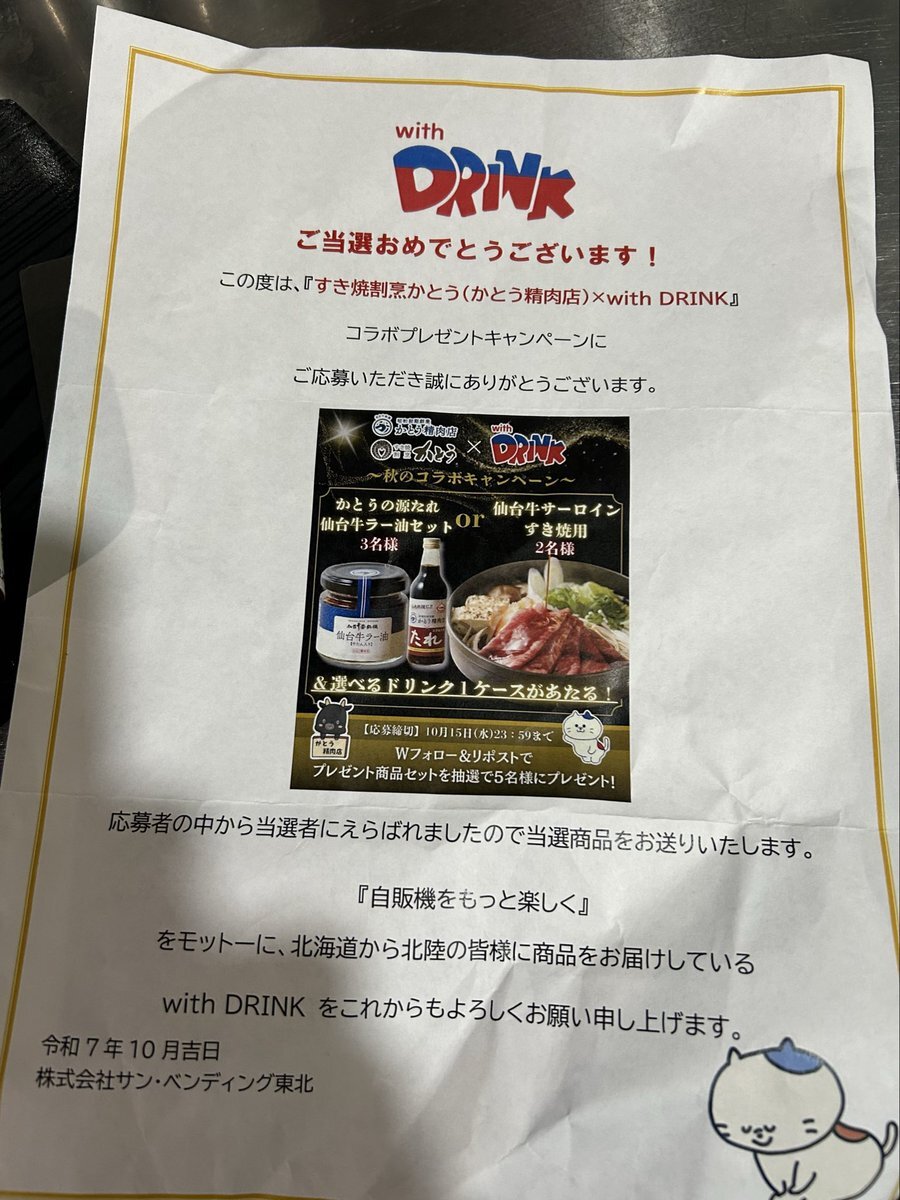 with
DRINK
ご当選おめでとうございます!
この度は、『すき焼割烹かとう(かとう精肉店)×with DRINK』
コラボプレゼントキャンペーンに
ご応募いただき誠にありがとうございます。
かとう精肉店
かとう
×
with
DRINK
～秋のコラボキャンペーン～
かとうの源たれ
仙台牛ラー油セット
3名様
or
仙台牛サーロイン
すき焼用
2名様
仙台牛ラー油
かとう精肉店
たれ
&選べるドリンク1ケースがあたる!
かとう
精肉店
【応募締切】10月15日(水)23:59まで
Wフォロー&リポストで
プレゼント商品セットを抽選で5名様にプレゼント!
応募者の中から当選者にえらばれましたので当選商品をお送りいたします。
『自販機をもっと楽しく』
をモットーに、北海道から北陸の皆様に商品をお届けしている
with DRINK をこれからもよろしくお願い申し上げます。
令和7年10月吉日
株式会社サン・ベンディング東北